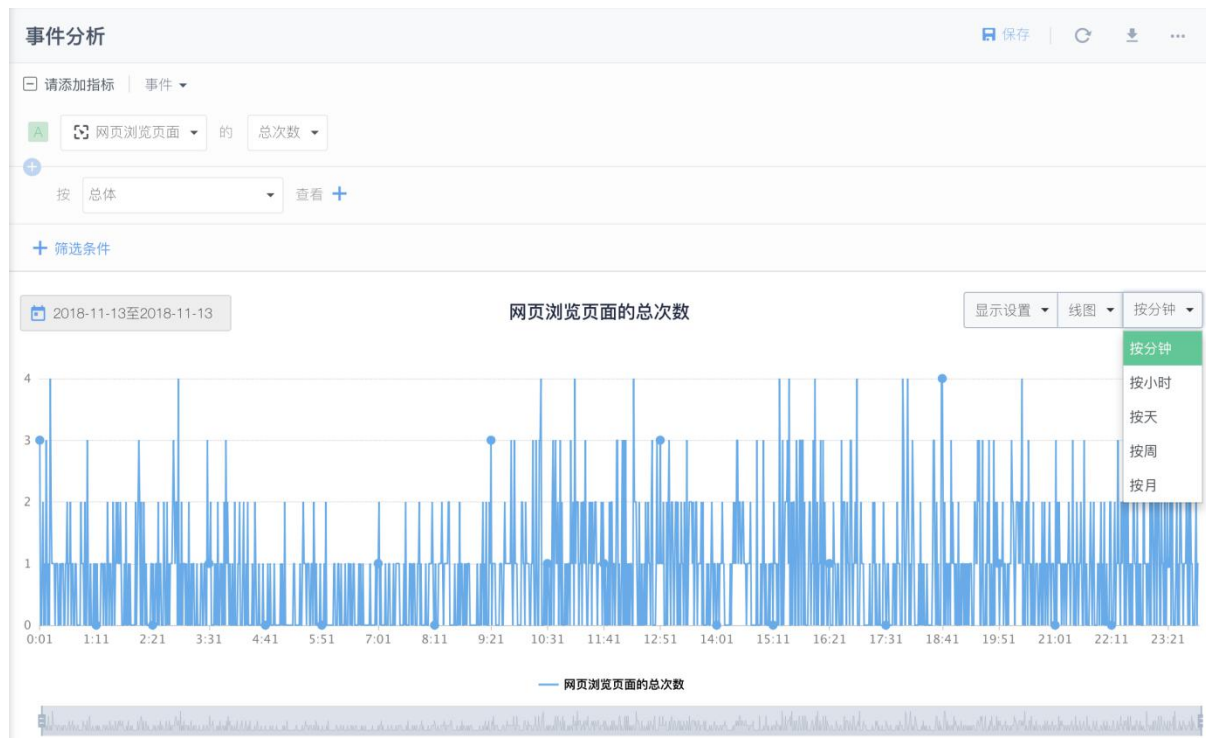 事件分析
保存
请添加指标 事件
A 网页浏览页面 的 总次数
按 总体 查看
筛选条件
2018-11-13至2018-11-13 网页浏览页面的总次数 显示设置 线图 按分钟
按分钟
按小时
按天
按周
按月
4
3
2
1
0
0:01 1:11 2:21 3:31 4:41 5:51 7:01 8:11 9:21 10:31 11:41 12:51 14:01 15:11 16:21 17:31 18:41 19:51 21:01 22:11 23:21
网页浏览页面的总次数